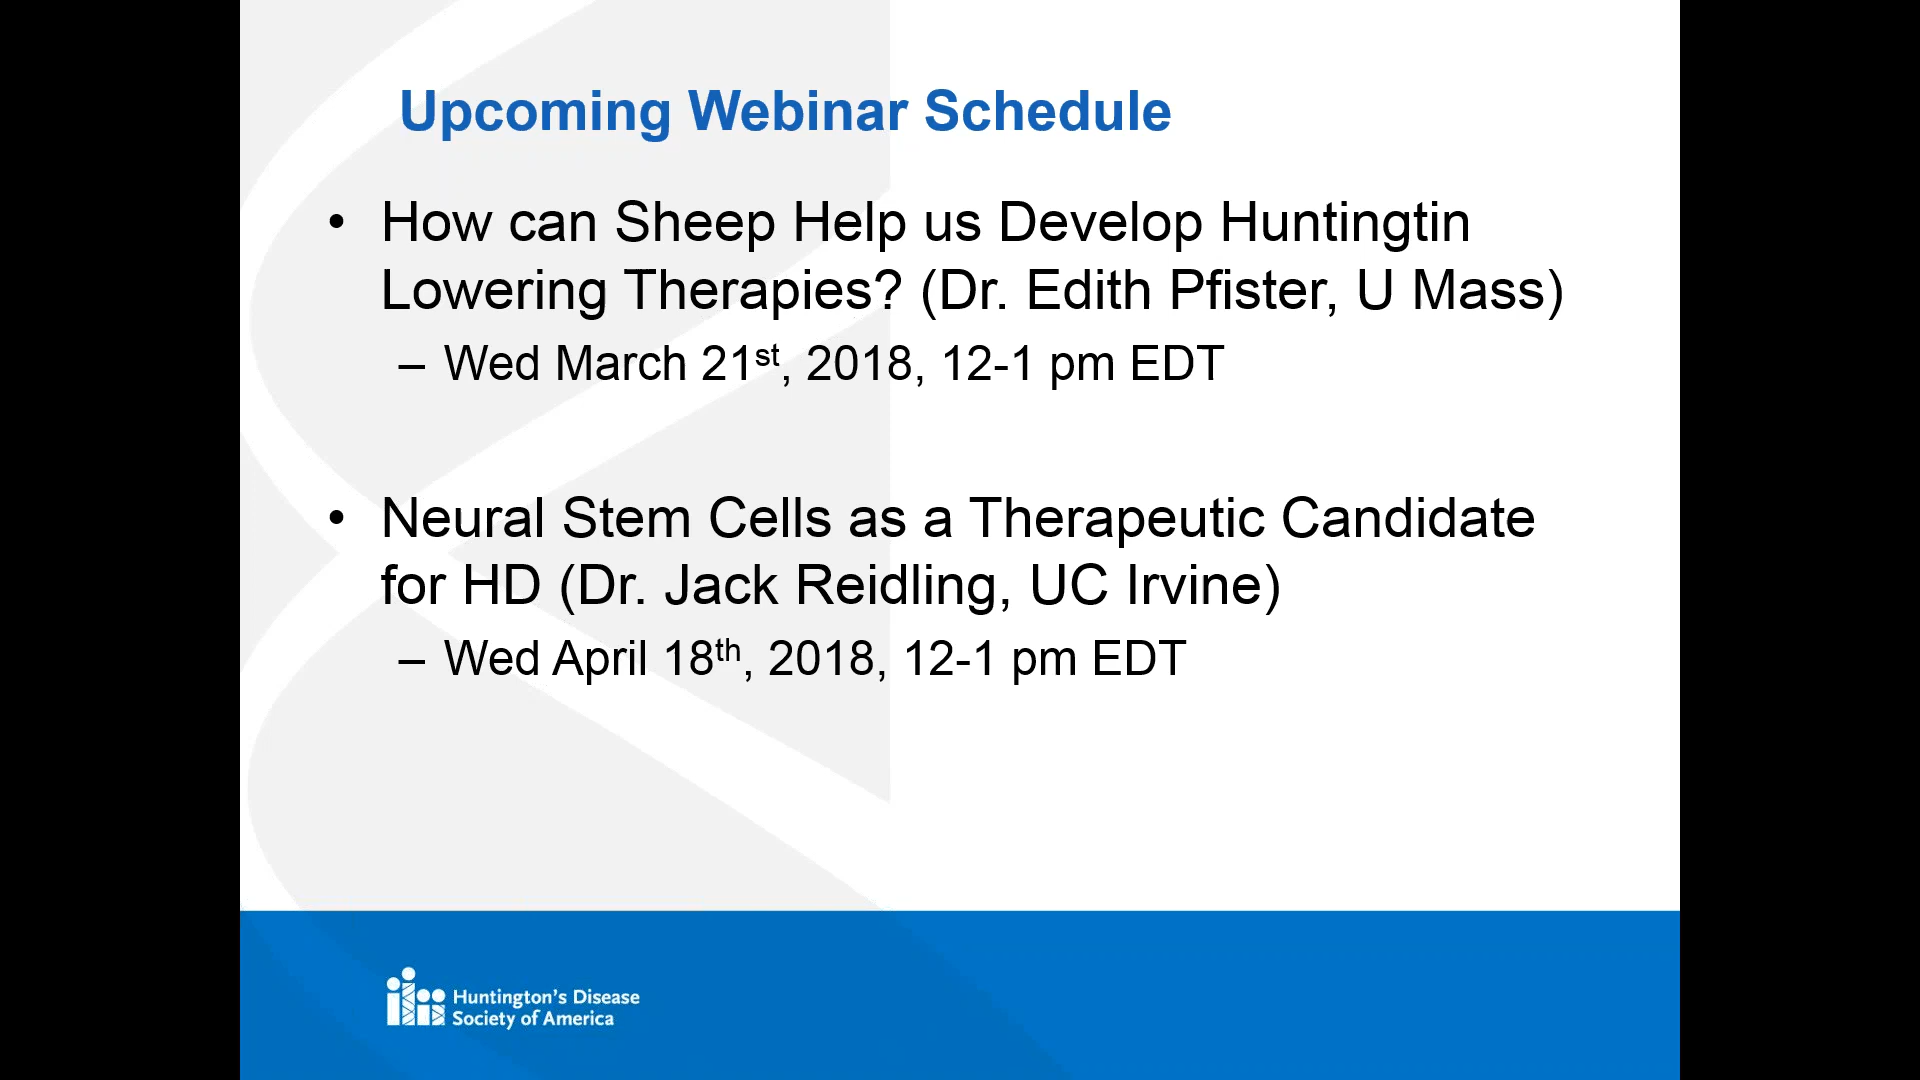 Upcoming Webinar Schedule
• How can Sheep Help us Develop Huntingtin
Lowering Therapies? (Dr. Edith Pfister, U Mass)
– Wed March 21st, 2018, 12-1 pm EDT
• Neural Stem Cells as a Therapeutic Candidate
for HD (Dr. Jack Reidling, UC Irvine)
– Wed April 18th, 2018, 12-1 pm EDT
Huntington’s Disease
Society of America